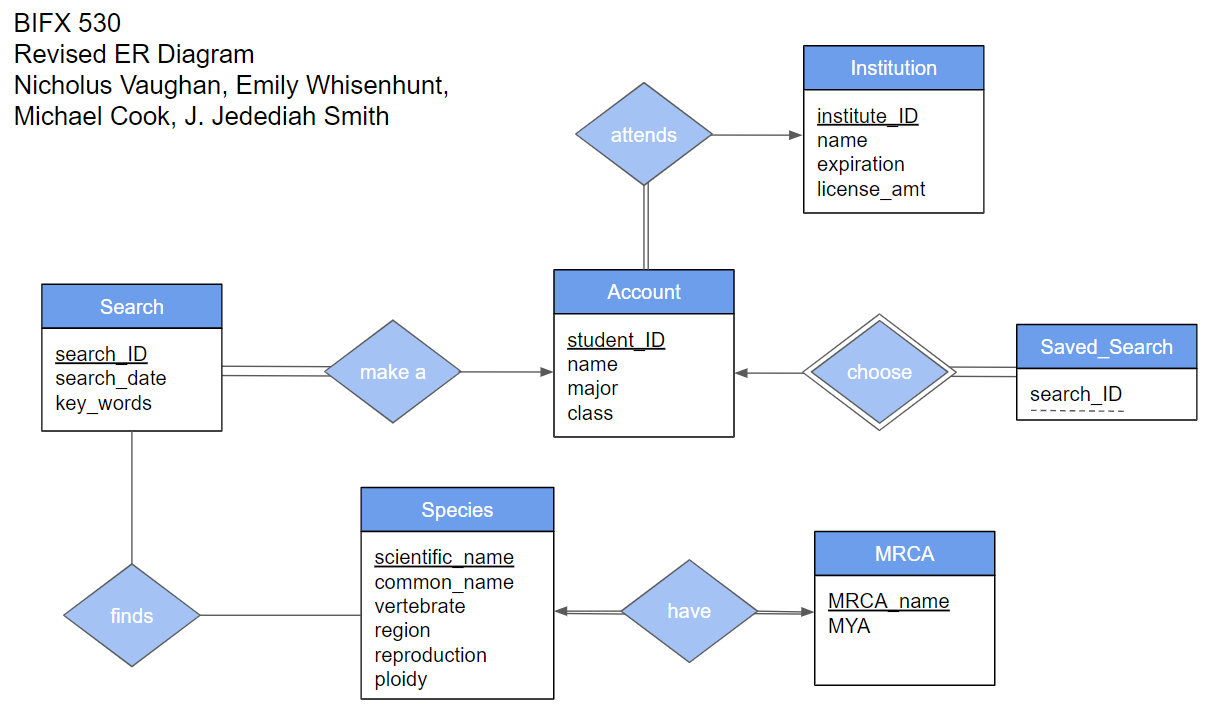 BIFX 530
Revised ER Diagram
Nicholus Vaughan, Emily Whisenhunt,
Michael Cook, J. Jedediah Smith
Institution
institute_ID
name
expiration
license_amt
attends
Account
student_ID
name
major
class
Search
search_ID
search_date
key_words
make a
choose
Saved_Search
search_ID
Species
scientific_name
common_name
vertebrate
region
reproduction
ploidy
finds
have
MRCA
MRCA_name
MYA